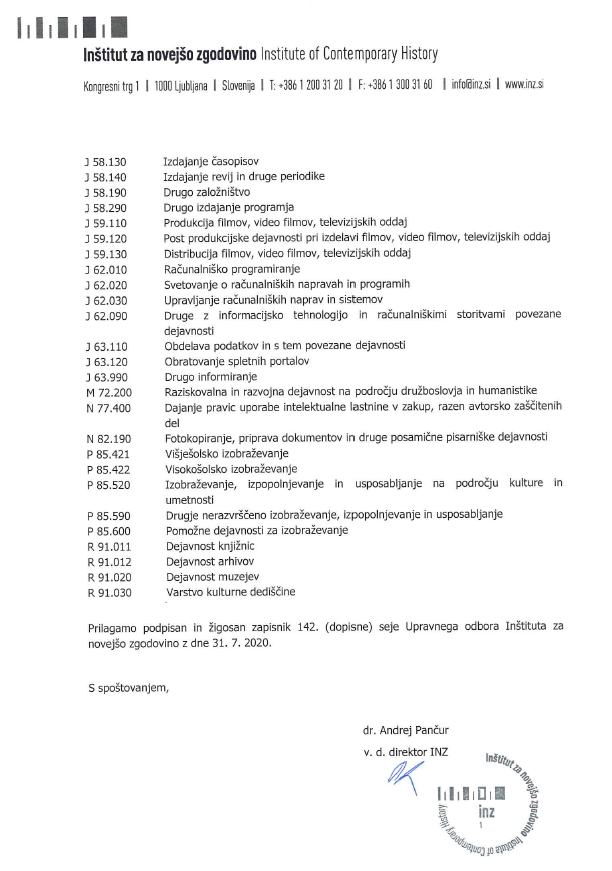 Inštitut za novejšo zgodovino Institute of Contemporary History
Kongresni trg 1 | 1000 Ljubljana | Slovenija | T: +386 1 200 31 20 | F: +386 1 300 31 60 | info@inz.si | www.inz.si
J 58.130 Izdajanje časopisov
J 58.140 Izdajanje revij in druge periodike
J 58.190 Drugo založništvo
J 58.290 Drugo izdajanje programja
J 59.110 Produkcija filmov, video filmov, televizijskih oddaj
J 59.120 Post produkcijske dejavnosti pri izdelavi filmov, video filmov, televizijskih oddaj
J 59.130 Distribucija filmov, video filmov, televizijskih oddaj
J 62.010 Računalniško programiranje
J 62.020 Svetovanje o računalniških napravah in programih
J 62.030 Upravljanje računalniških naprav in sistemov
J 62.090 Druge z informacijsko tehnologijo in računalniškimi storitvami povezane
dejavnosti
J 63.110 Obdelava podatkov in s tem povezane dejavnosti
J 63.120 Obratovanje spletnih portalov
J 63.990 Drugo informiranje
M 72.200 Raziskovalna in razvojna dejavnost na področju družboslovja in humanistike
N 77.400 Dajanje pravic uporabe intelektualne lastnine v zakup, razen avtorsko zaščitenih
del
N 82.190 Fotokopiranje, priprava dokumentov in druge posamične pisarniške dejavnosti
P 85.421 Višješolsko izobraževanje
P 85.422 Visokošolsko izobraževanje
P 85.520 Izobraževanje, izpopolnjevanje in usposabljanje na področju kulture in
umetnosti
P 85.590 Drugje nerazvrščeno izobraževanje, izpopolnjevanje in usposabljanje
P 85.600 Pomožne dejavnosti za izobraževanje
R 91.011 Dejavnost knjižnic
R 91.012 Dejavnost arhivov
R 91.020 Dejavnost muzejev
R 91.030 Varstvo kulturne dediščine
Prilagamo podpisan in žigosan zapisnik 142. (dopisne) seje Upravnega odbora Inštituta za
novejšo zgodovino z dne 31. 7. 2020.
S spoštovanjem,
dr. Andrej Pančur
v. d. direktor INZ
Inštitut za novejšo zgodovino Institute of Contemporary History
inz
1